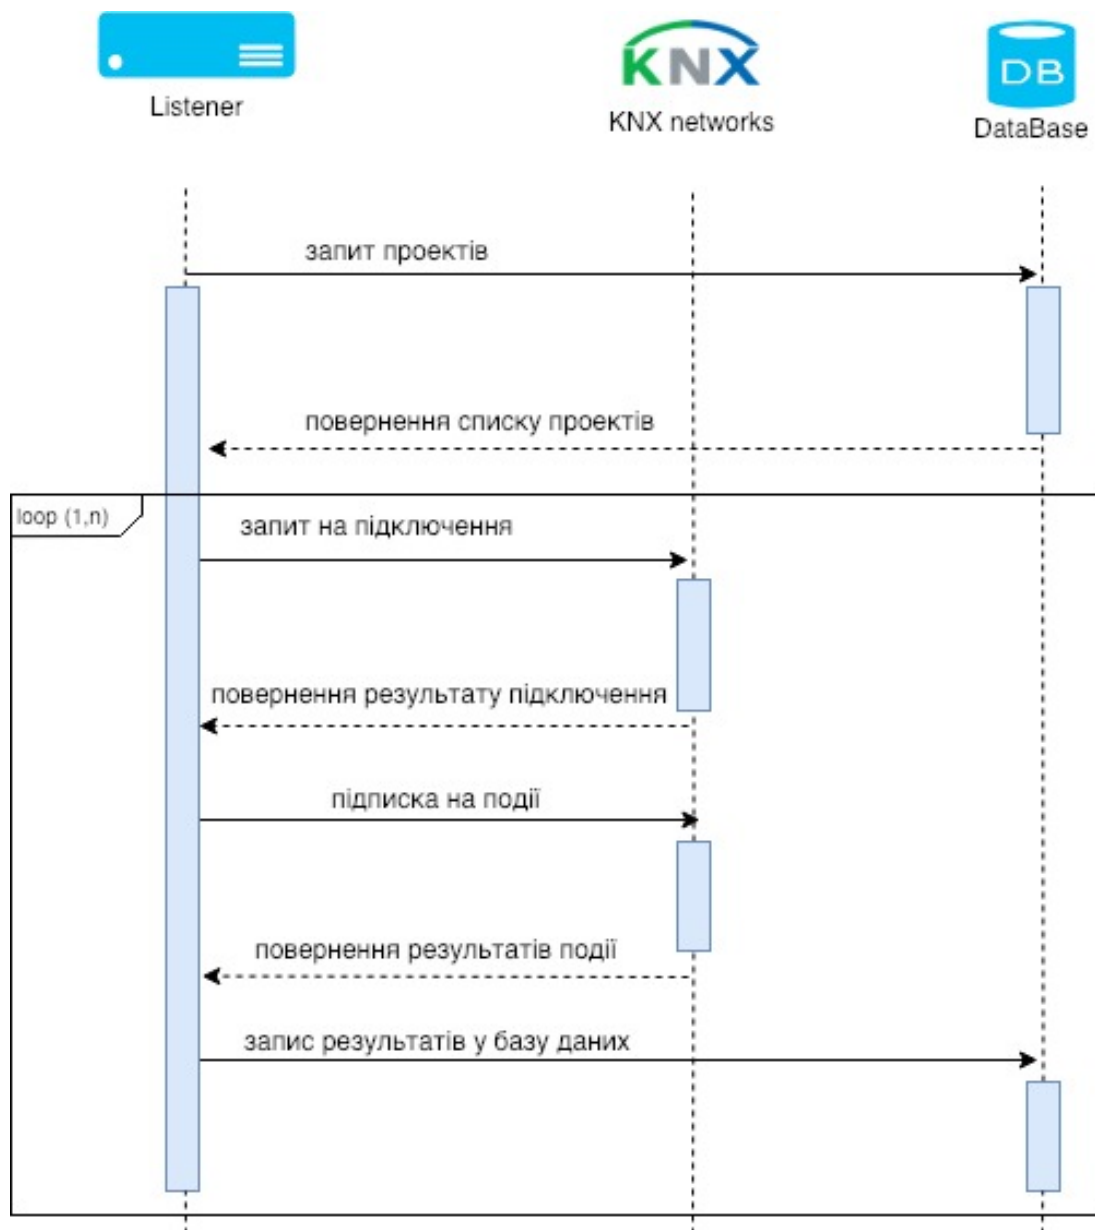 KNX
DB
Listener
KNX networks
DataBase
запит проектів
повернення списку проектів
loop (1,n)
запит на підключення
повернення результату підключення
підписка на події
повернення результатів події
запис результатів у базу даних